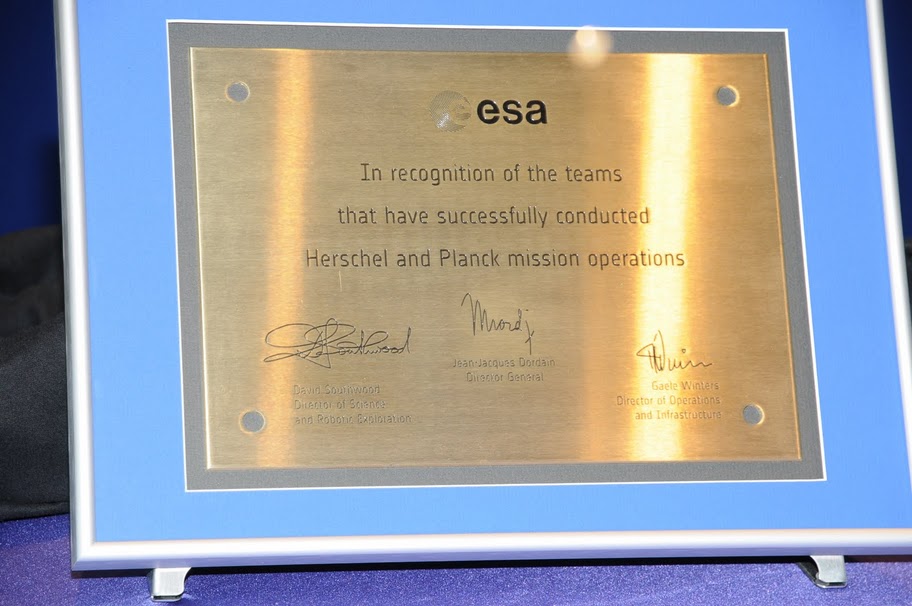 esa
In recognition of the teams
that have successfully conducted
Herschel and Planck mission operations
Jean-Jacques Dordain
Director General
David Southwood
Director of Science
and Robotic Exploration
Gaele Winters
Director of Operations
and Infrastructure